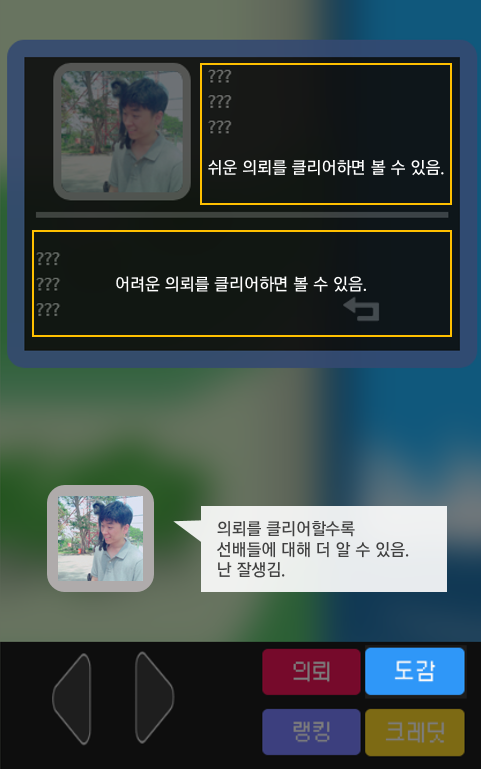 ???
???
???
쉬운 의뢰를 클리어하면 볼 수 있음.
???
???
어려운 의뢰를 클리어하면 볼 수 있음.
???
의뢰를 클리어할수록
선배들에 대해 더 알 수 있음.
난 잘생김.
의뢰
도감
랭킹
크레딧